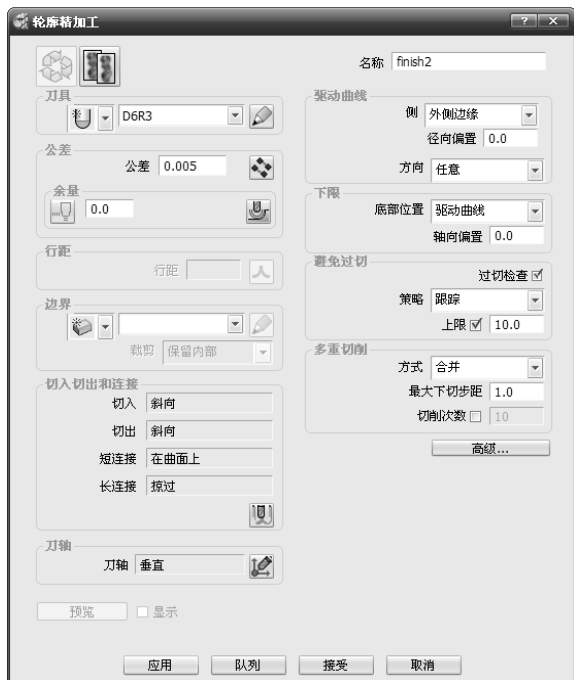 轮廓精加工
名称 finish2
刀具
D6R3
公差
公差 0.005
余量
0.0
行距
行距
边界
裁剪 保留内部
切入切出和连接
切入 斜向
切出 斜向
短连接 在曲面上
长连接 掠过
刀轴
刀轴 垂直
预览 显示
驱动曲线
侧 外侧边缘
径向偏置 0.0
方向 任意
下限
底部位置 驱动曲线
轴向偏置 0.0
避免过切
过切检查
策略 跟踪
上限 10.0
多重切削
方式 合并
最大下切步距 1.0
切削次数 10
高级...
应用 队列 接受 取消